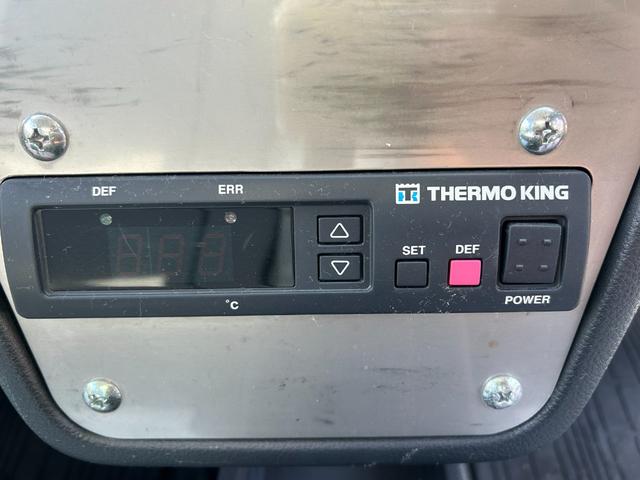 DEF ERR
THERMO KING
SET DEF
POWER
°C